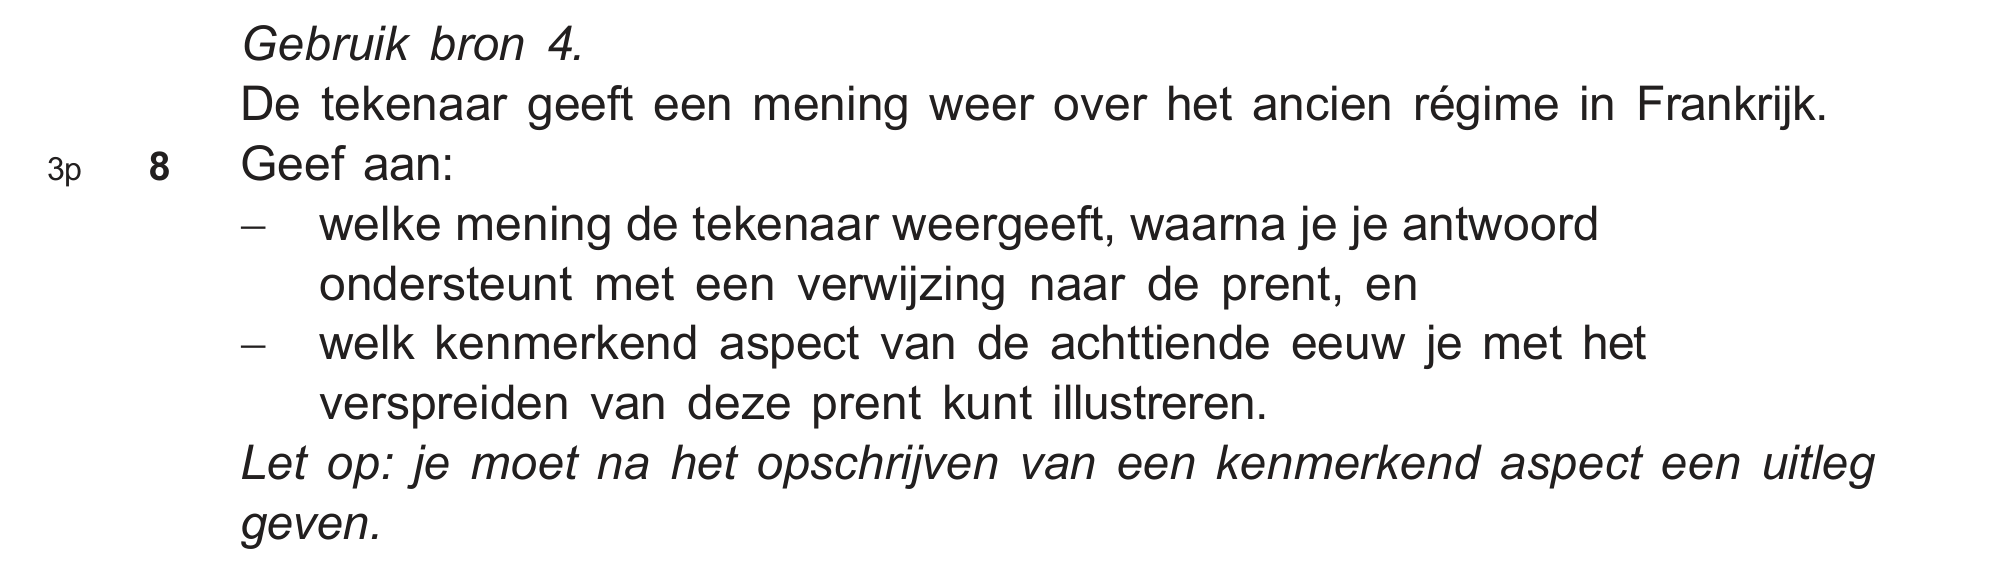 Gebruik bron 4.
De tekenaar geeft een mening weer over het ancien régime in Frankrijk.
3p 8 Geef aan:
– welke mening de tekenaar weergeeft, waarna je je antwoord
ondersteunt met een verwijzing naar de prent, en
– welk kenmerkend aspect van de achttiende eeuw je met het
verspreiden van deze prent kunt illustreren.
Let op: je moet na het opschrijven van een kenmerkend aspect een uitleg
geven.